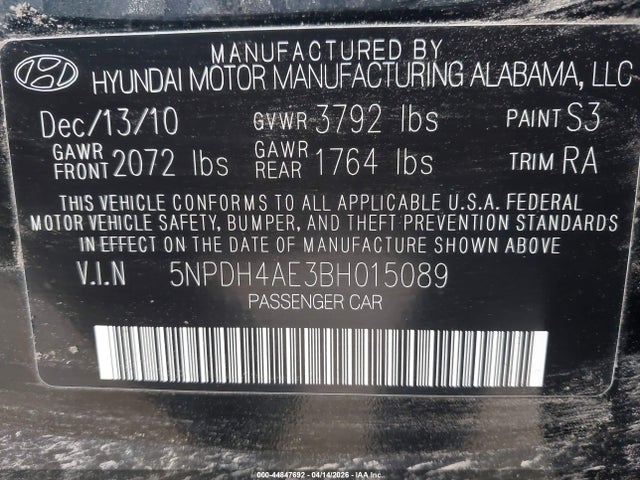 MANUFACTURED BY
HYUNDAI MOTOR MANUFACTURING ALABAMA, LLC
Dec/13/10 GVWR 3792 lbs PAINT S3
GAWR FRONT 2072 lbs GAWR REAR 1764 lbs TRIM RA
THIS VEHICLE CONFORMS TO ALL APPLICABLE U.S.A. FEDERAL
MOTOR VEHICLE SAFETY, BUMPER, AND THEFT PREVENTION STANDARDS
IN EFFECT ON THE DATE OF MANUFACTURE SHOWN ABOVE.
V.I.N 5NPDH4AE3BH015089
PASSENGER CAR
000-44847692 04/14/2026 IAA Holdings, LLC